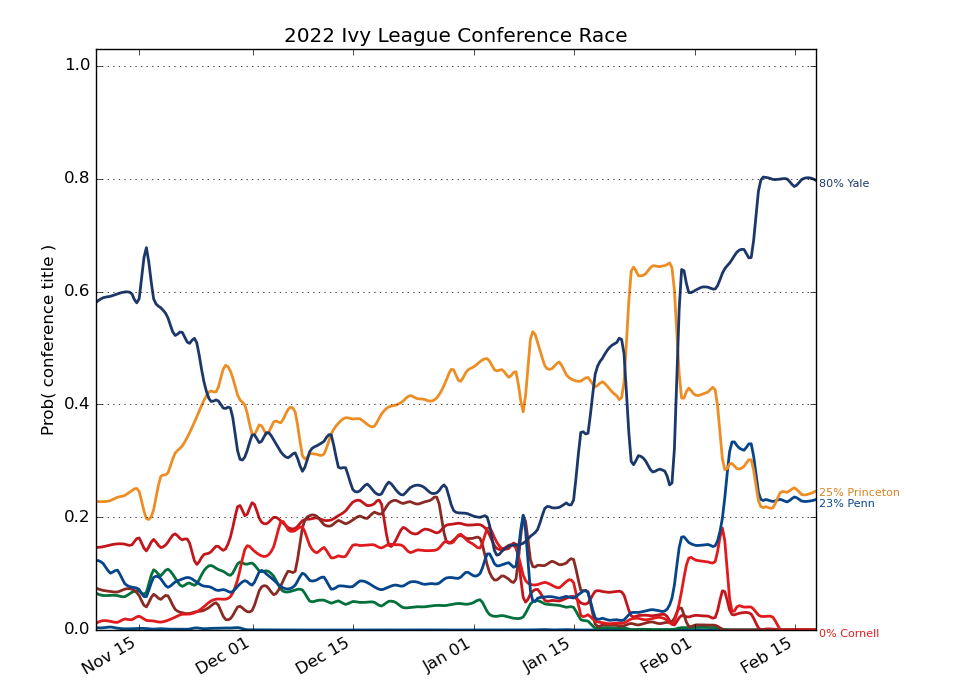 2022 Ivy League Conference Race
Prob( conference title )
1.0
0.8
0.6
0.4
0.2
0.0
80% Yale
25% Princeton
23% Penn
0% Cornell
Nov 15
Dec 01
Dec 15
Jan 01
Jan 15
Feb 01
Feb 15